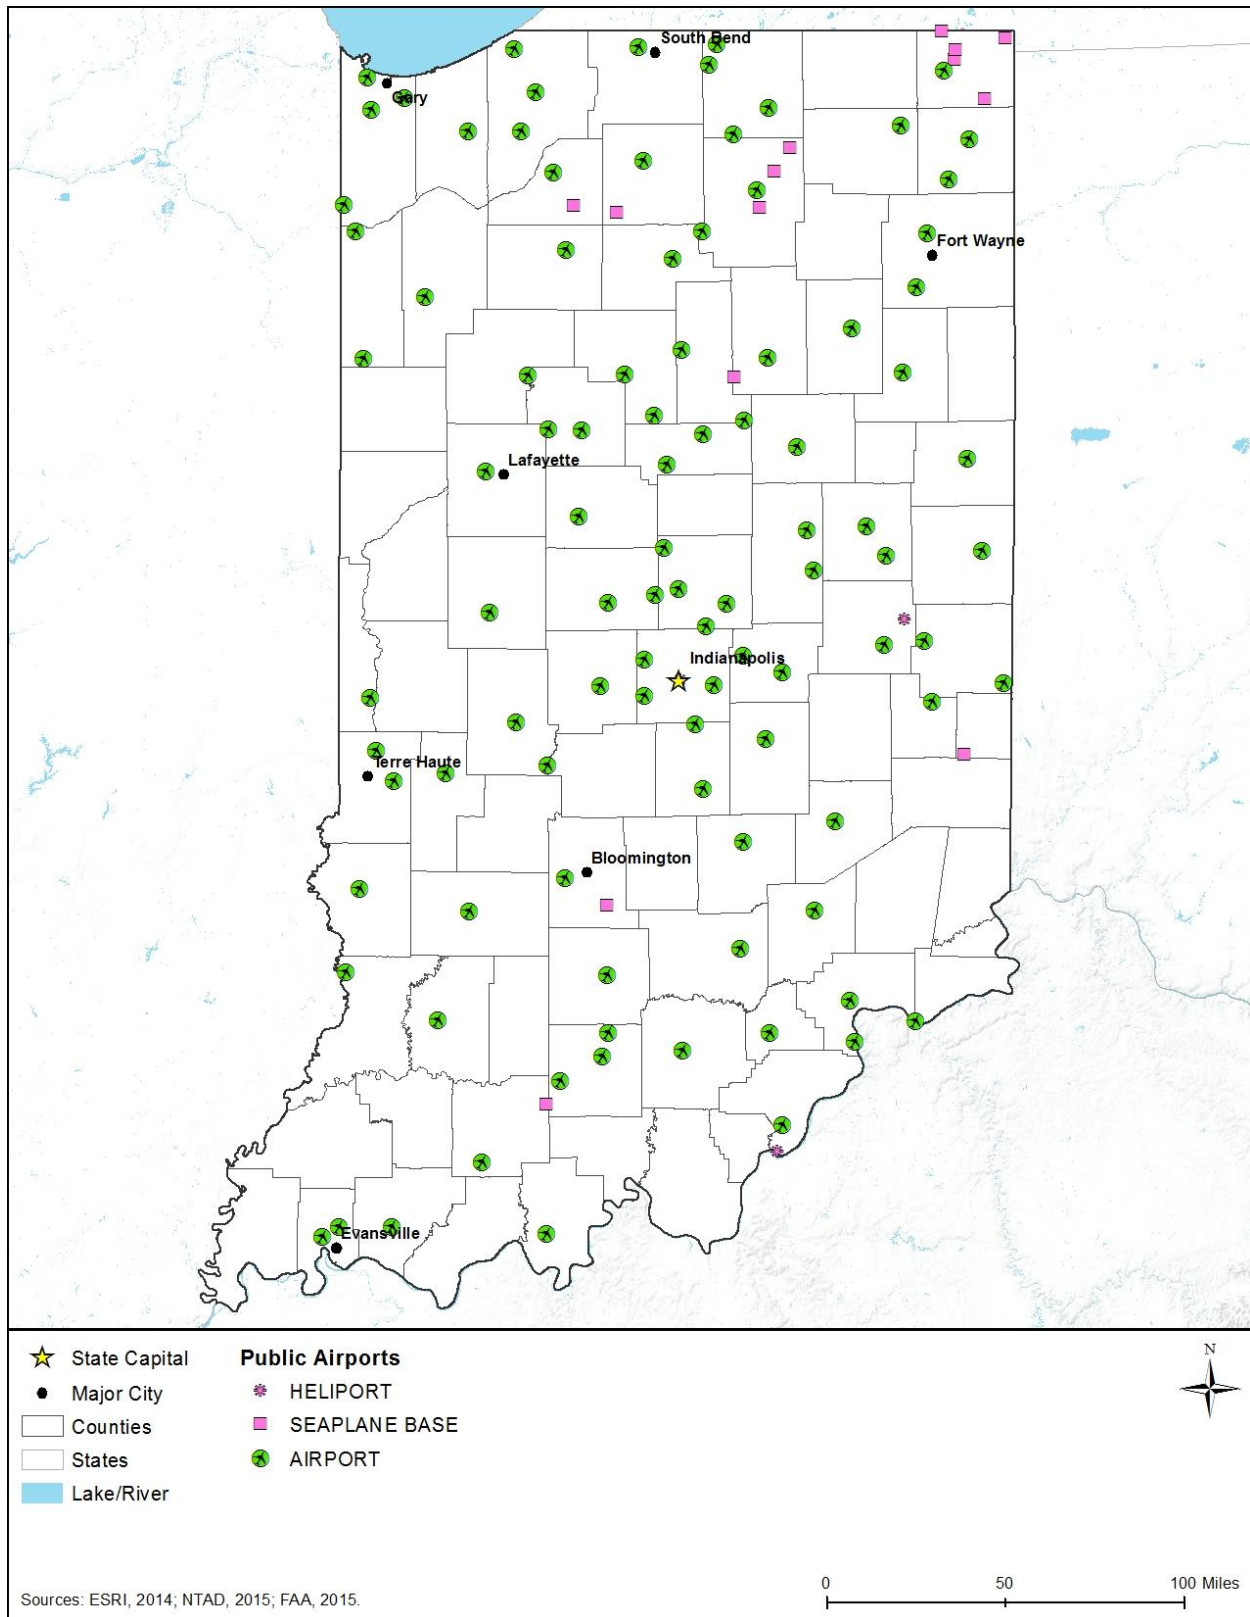 South Bend
Gary
Fort Wayne
Lafayette
Indianapolis
Terre Haute
Bloomington
Evansville
State Capital
Major City
Counties
States
Lake/River
Public Airports
HELIPORT
SEAPLANE BASE
AIRPORT
N
0 50 100 Miles
Sources: ESRI, 2014; NTAD, 2015; FAA, 2015.